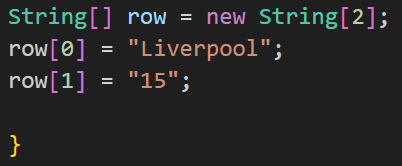 String[] row = new String[2];
row[0] = "Liverpool";
row[1] = "15";
}